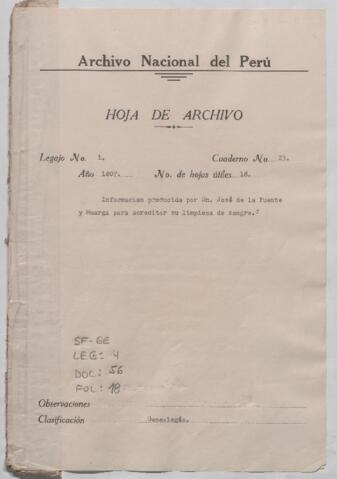 Archivo Nacional del Perú
HOJA DE ARCHIVO
Legajo No. 1. Cuaderno No. 23.
Año 1807. No. de hojas útiles 18.
Informacion producida por Dn. José de la Fuente
y Huarga para acreditar su limpieza de sangre.
SF-GE
LEG: 4
DOC: 56
FOL: 18
Observaciones
Clasificación Genealogía.